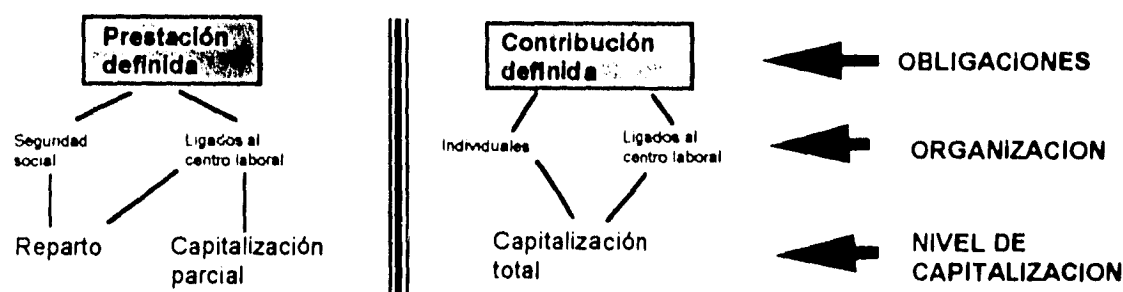 Prestación
definida
Contribución
definida
OBLIGACIONES
Seguridad
social
Ligados al
centro laboral
Individuales
Ligados al
centro laboral
ORGANIZACION
Reparto
Capitalización
parcial
Capitalización
total
NIVEL DE
CAPITALIZACION